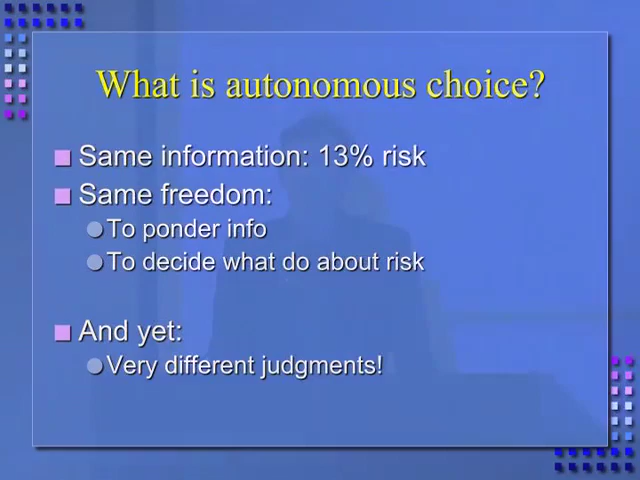 What is autonomous choice?
Same information: 13% risk
Same freedom:
To ponder info
To decide what do about risk
And yet:
Very different judgments!